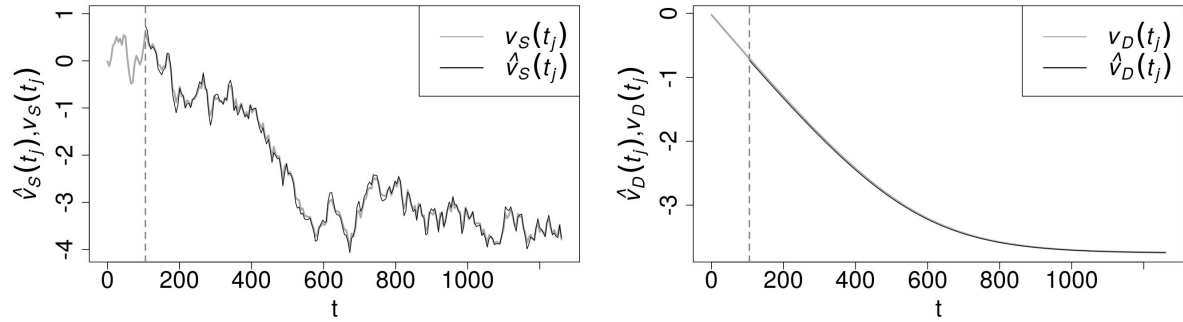 1
0
-1
-2
-3
-4
0 200 400 600 800 1000
t
v̂_S(t_j),v_S(t_j)
v_S(t_j)
v̂_S(t_j)
0
-1
-2
-3
0 200 400 600 800 1000
t
v̂_D(t_j),v_D(t_j)
v_D(t_j)
v̂_D(t_j)